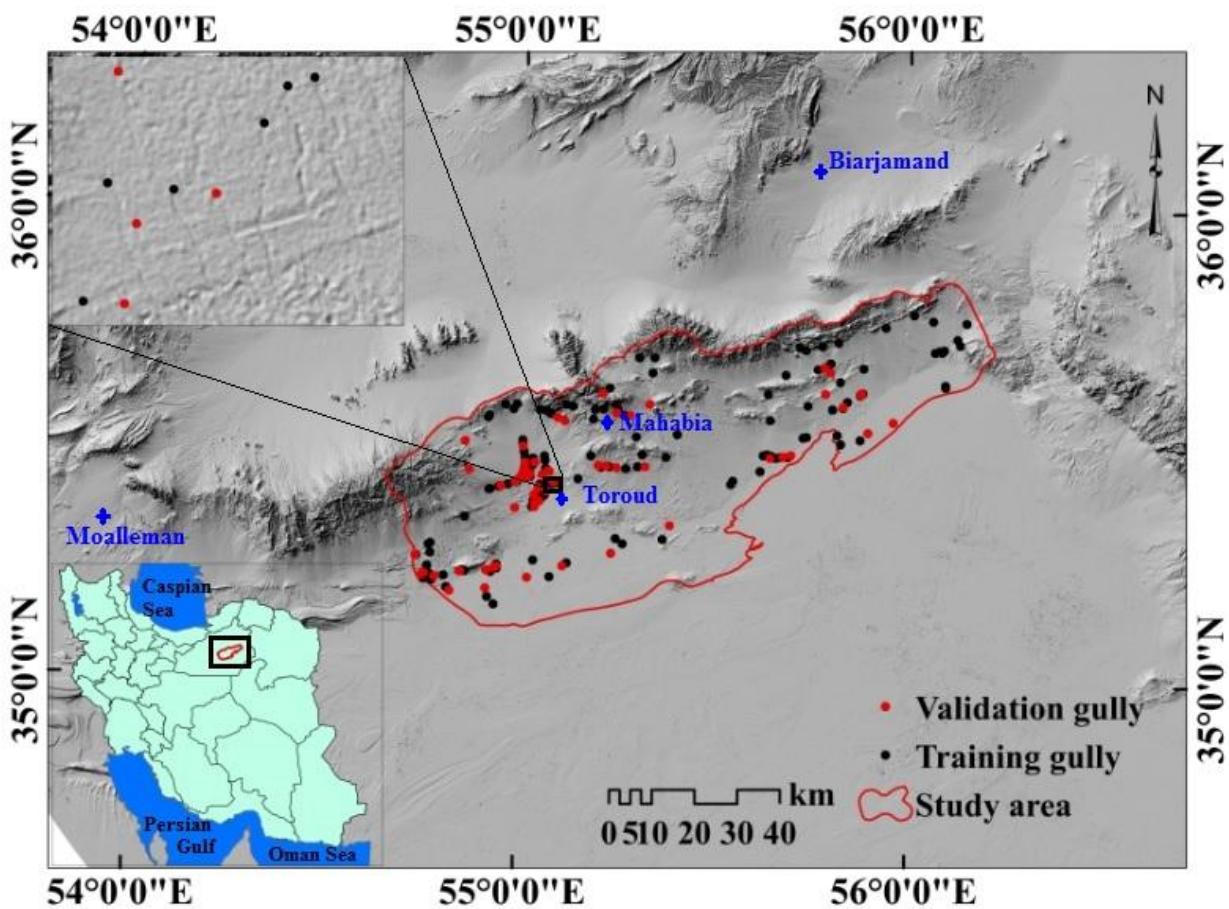 54°0'0"E 55°0'0"E 56°0'0"E
N
Biarjamand
36°0'0"N
36°0'0"N
Mahabia
Toroud
Moalleman
Caspian
Sea
35°0'0"N
35°0'0"N
Validation gully
Training gully
km
Study area
0 5 10 20 30 40
Persian
Gulf
Oman Sea
54°0'0"E 55°0'0"E 56°0'0"E